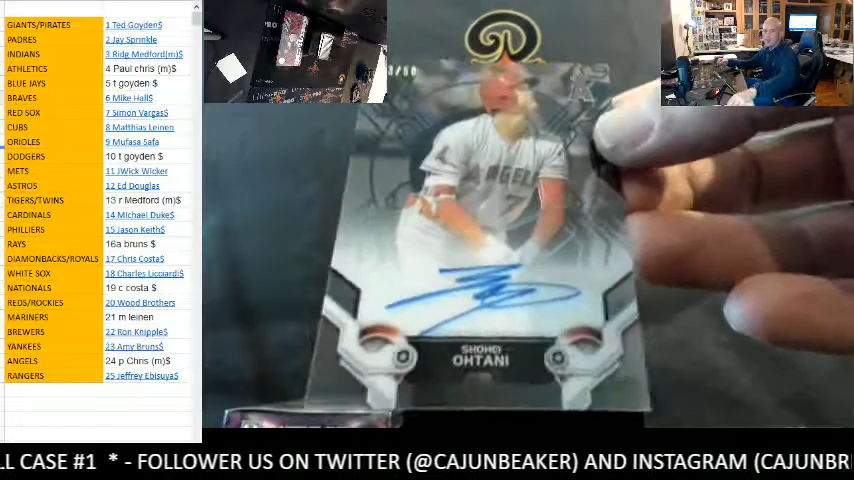 GIANTS/PIRATES 1 Ted Goyden$
PADRES 2 Jay Sprinkle
INDIANS 3 Ridg Medford(m)$
ATHLETICS 4 Paul chris (m)$
BLUE JAYS 5 t goyden $
BRAVES 6 Mike Hall$
RED SOX 7 Simon Vargas$
CUBS 8 Matthias Leinen
ORIOLES 9 Mufasa Safa
DODGERS 10 t goyden $
METS 11 JWick Wicker
ASTROS 12 Ed Douglas
TIGERS/TWINS 13 r Medford (m)$
CARDINALS 14 Michael Duke$
PHILLIERS 15 Jason Keith$
RAYS 16a bruns $
DIAMONBACKS/ROYALS 17 Chris Costa$
WHITE SOX 18 Charles Licciardi$
NATIONALS 19 c costa $
REDS/ROCKIES 20 Wood Brothers
MARINERS 21 m leinen
BREWERS 22 Ron Knipple$
YANKEES 23 Amy Bruns$
ANGELS 24 p Chris (m)$
RANGERS 25 Jeffrey Ebisuya$
ANGELS
SHOHEI
OHTANI
LL CASE #1 * - FOLLOWER US ON TWITTER (@CAJUNBEAKER) AND INSTAGRAM (CAJUNBR